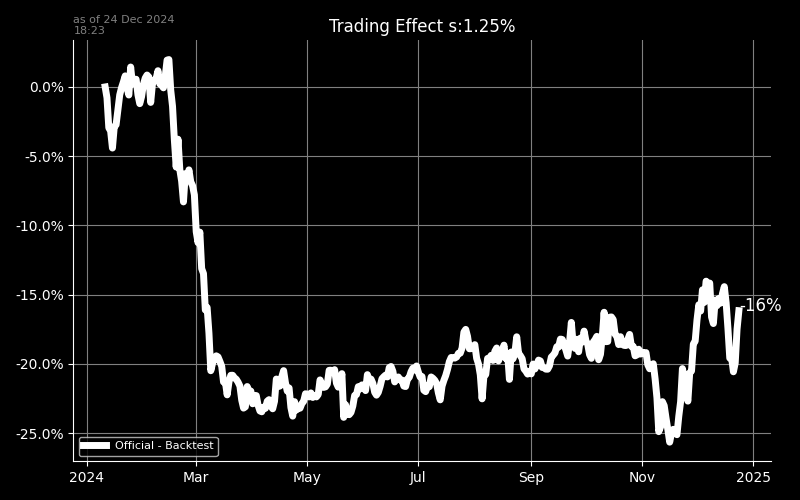 as of 24 Dec 2024
18:23
Trading Effect s:1.25%
0.0%
-5.0%
-10.0%
-15.0%
-20.0%
-25.0%
-16%
Official - Backtest
2024 Mar May Jul Sep Nov 2025